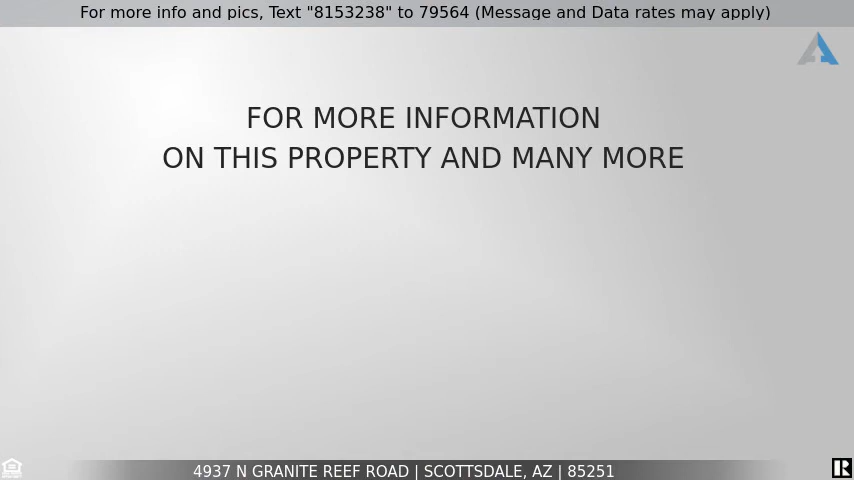 For more info and pics, Text "8153238" to 79564 (Message and Data rates may apply)
FOR MORE INFORMATION
ON THIS PROPERTY AND MANY MORE
4937 N GRANITE REEF ROAD | SCOTTSDALE, AZ | 85251